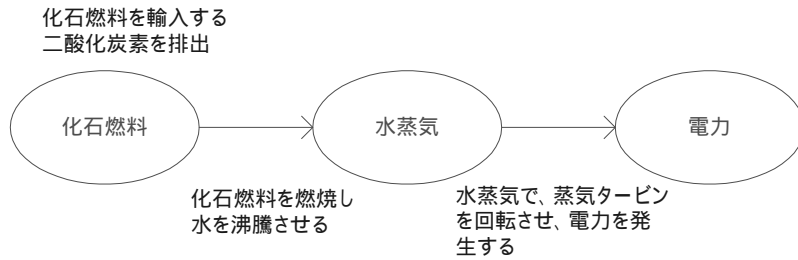 化石燃料を輸入する
二酸化炭素を排出
化石燃料
水蒸気
電力
化石燃料を燃焼し
水を沸騰させる
水蒸気で、蒸気タービン
を回転させ、電力を発
生する